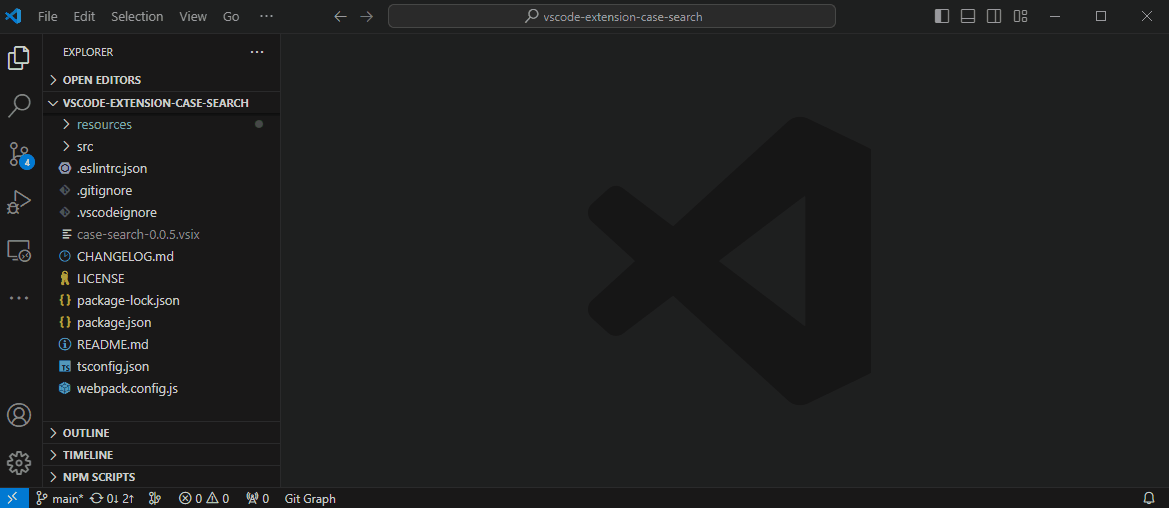 File Edit Selection View Go ··· vscode-extension-case-search
EXPLORER ···
OPEN EDITORS
VSCODE-EXTENSION-CASE-SEARCH
resources
src
.eslintrc.json
.gitignore
.vscodeignore
case-search-0.0.5.vsix
CHANGELOG.md
LICENSE
{} package-lock.json
{} package.json
README.md
TS tsconfig.json
webpack.config.js
4
OUTLINE
TIMELINE
NPM SCRIPTS
main* 0↓ 2↑ 0 0 0 Git Graph